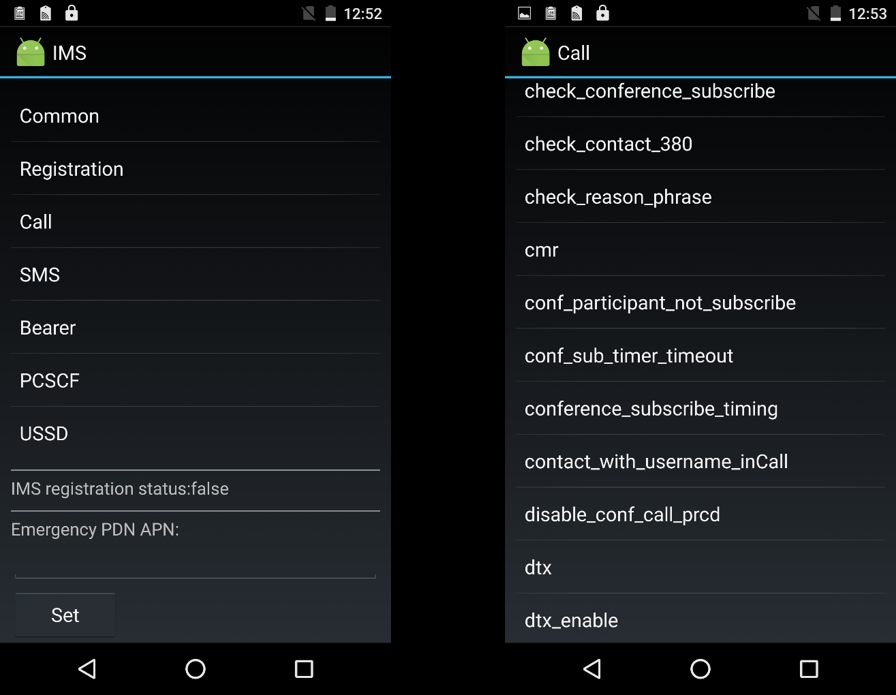 12:52
IMS
Common
Registration
Call
SMS
Bearer
PCSCF
USSD
IMS registration status:false
Emergency PDN APN:
Set
12:53
Call
check_conference_subscribe
check_contact_380
check_reason_phrase
cmr
conf_participant_not_subscribe
conf_sub_timer_timeout
conference_subscribe_timing
contact_with_username_inCall
disable_conf_call_prcd
dtx
dtx_enable